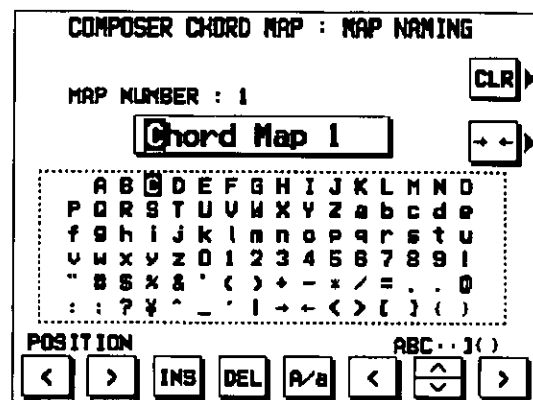 COMPOSER CHORD MAP : MAP NAMING
CLR
MAP NUMBER : 1
Chord Map 1
→ ←
A B C D E F G H I J K L M N O
P Q R S T U V W X Y Z a b c d e
f g h i j k l m n o p q r s t u
v w x y z 0 1 2 3 4 5 6 7 8 9 !
" # $ % & ' ( ) + - * / = , . @
: ; ? ¥ ^ _ ´ | → ← < > [ ] { }
POSITION
ABC··]{}
< > INS DEL A/a < ︿ ﹀ >